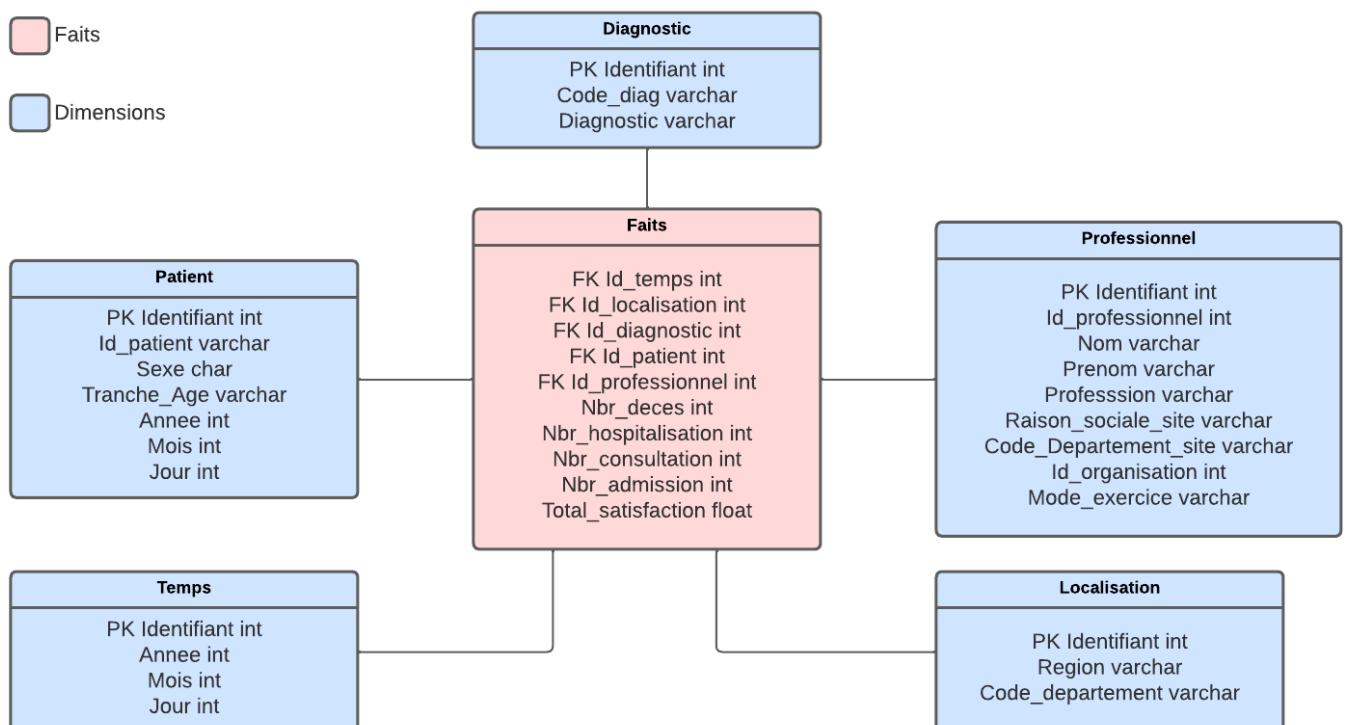 Faits
Dimensions
Diagnostic
PK Identifiant int
Code_diag varchar
Diagnostic varchar
Faits
FK Id_temps int
FK Id_localisation int
FK Id_diagnostic int
FK Id_patient int
FK Id_professionnel int
Nbr_deces int
Nbr_hospitalisation int
Nbr_consultation int
Nbr_admission int
Total_satisfaction float
Patient
PK Identifiant int
Id_patient varchar
Sexe char
Tranche_Age varchar
Annee int
Mois int
Jour int
Professionnel
PK Identifiant int
Id_professionnel int
Nom varchar
Prenom varchar
Professsion varchar
Raison_sociale_site varchar
Code_Departement_site varchar
Id_organisation int
Mode_exercice varchar
Temps
PK Identifiant int
Annee int
Mois int
Jour int
Localisation
PK Identifiant int
Region varchar
Code_departement varchar